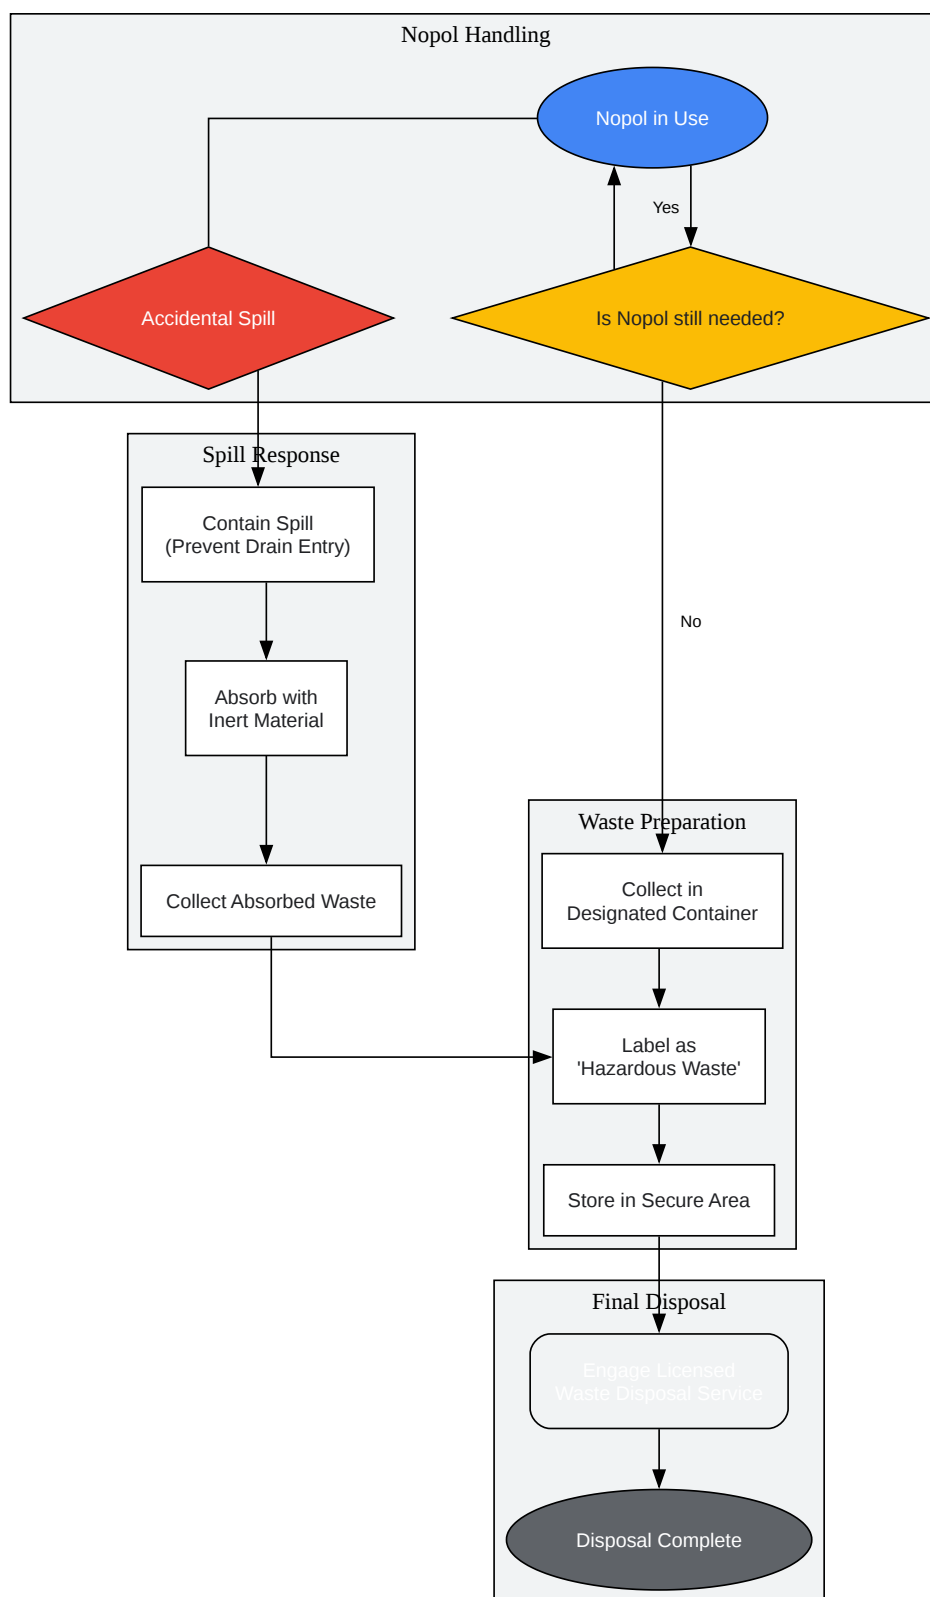 Nopol Handling
Nopol in Use
Yes
Accidental Spill
Is Nopol still needed?
Spill Response
Contain Spill
(Prevent Drain Entry)
No
Absorb with
Inert Material
Waste Preparation
Collect Absorbed Waste
Collect in
Designated Container
Label as
'Hazardous Waste'
Store in Secure Area
Final Disposal
Engage Licensed
Waste Disposal Service
Disposal Complete